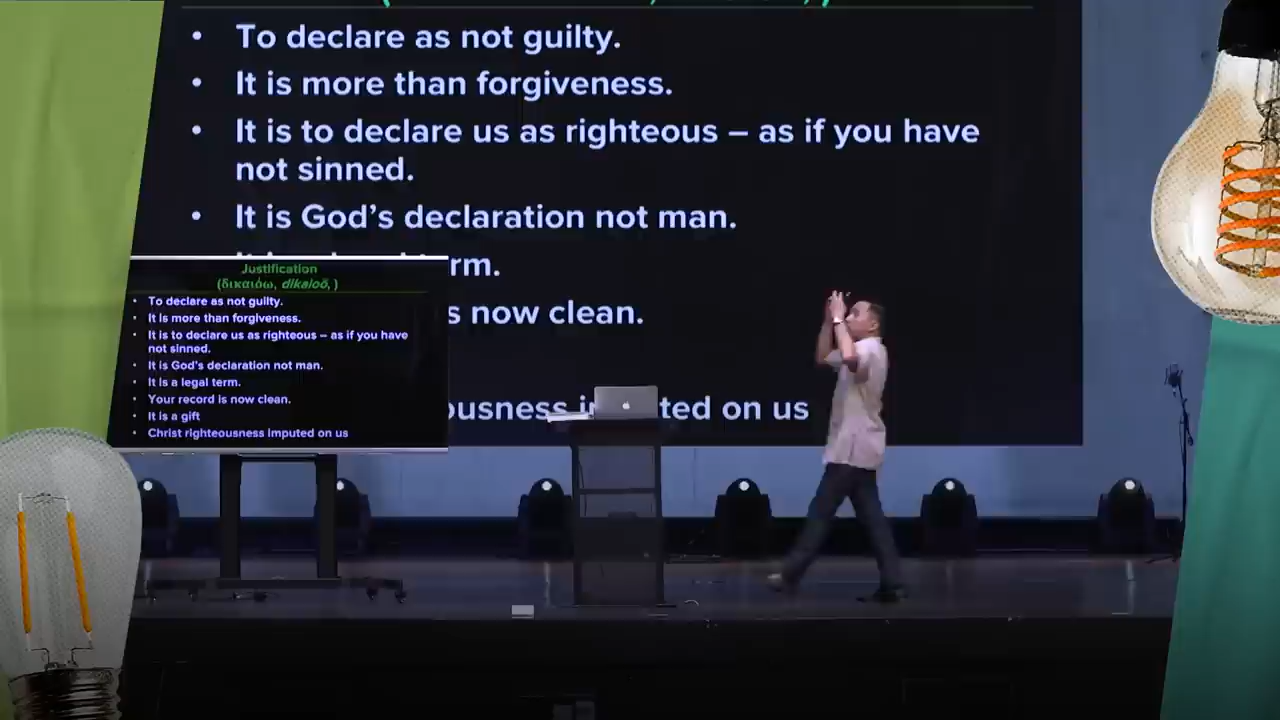 • To declare as not guilty.
• It is more than forgiveness.
• It is to declare us as righteous – as if you have
not sinned.
• It is God's declaration not man.
rm.
s now clean.
ted on us
Justification
(δικαιόω, dikaioō, )
• To declare as not guilty.
• It is more than forgiveness.
• It is to declare us as righteous – as if you have
not sinned.
• It is God's declaration not man.
• It is a legal term.
• Your record is now clean.
• It is a gift
• Christ righteousness imputed on us